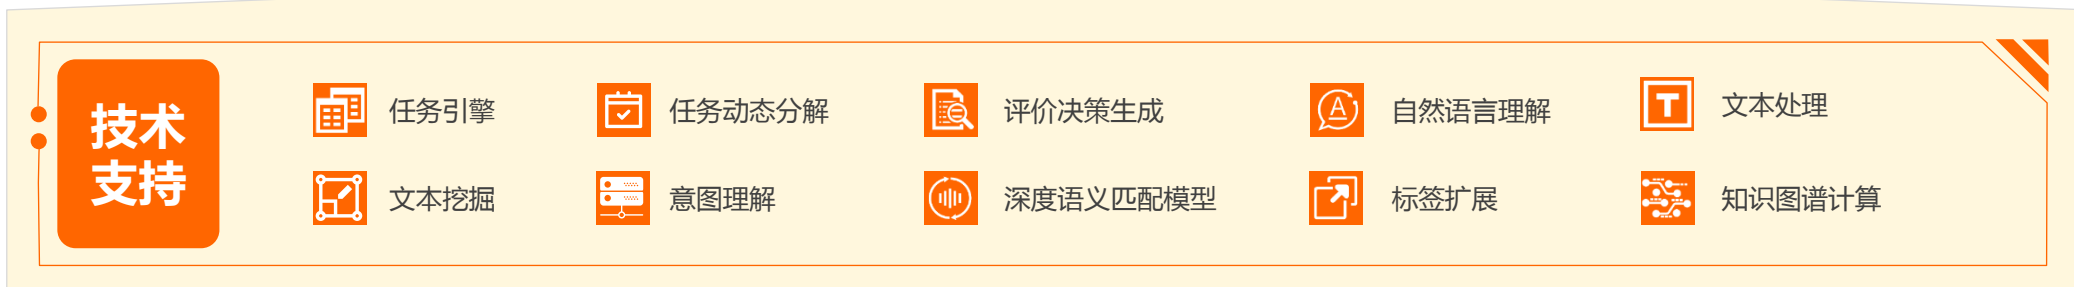 技术
支持
任务引擎
任务动态分解
评价决策生成
A
自然语言理解
T
文本处理
文本挖掘
意图理解
深度语义匹配模型
标签扩展
知识图谱计算